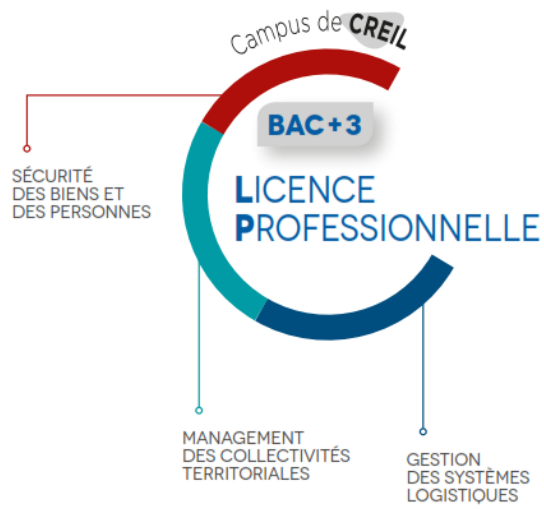 Campus de CREIL
BAC+3
LICENCE
PROFESSIONNELLE
SÉCURITÉ
DES BIENS ET
DES PERSONNES
MANAGEMENT
DES COLLECTIVITÉS
TERRITORIALES
GESTION
DES SYSTÈMES
LOGISTIQUES